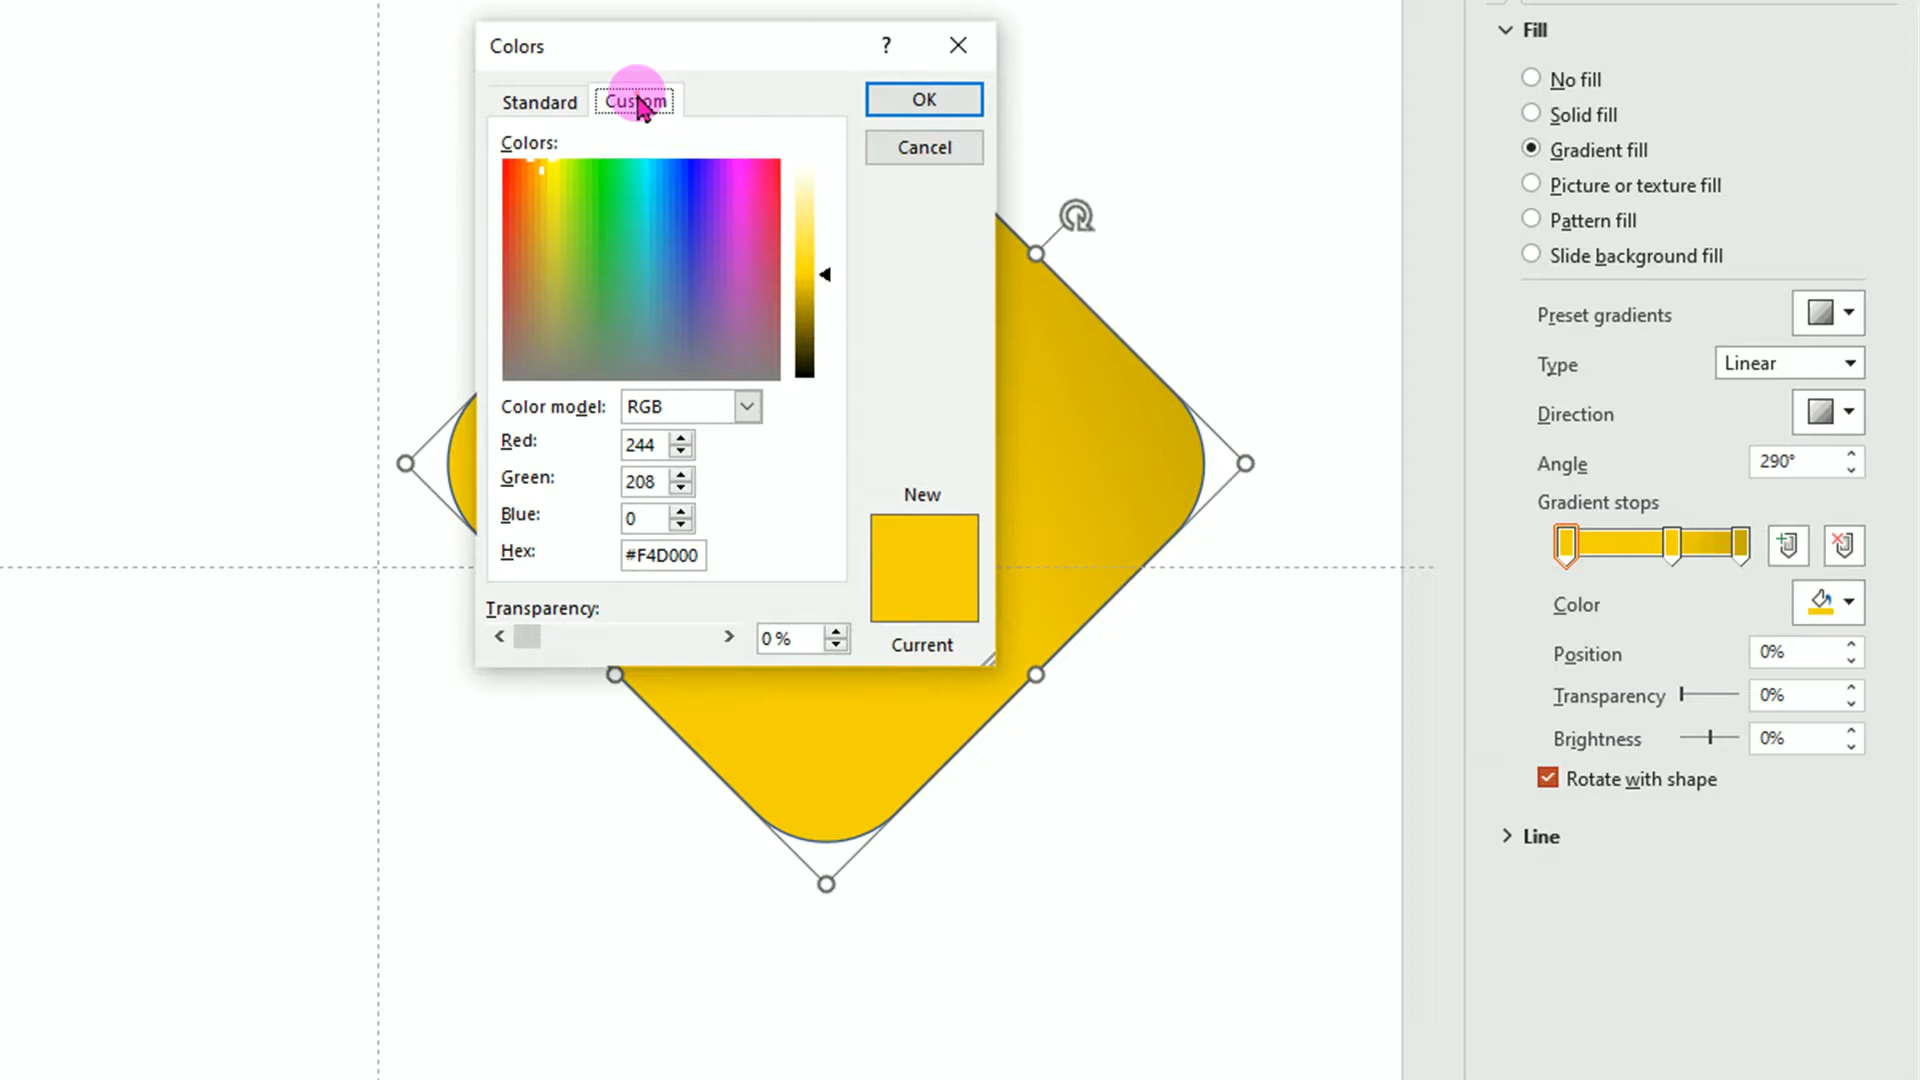 Colors
?
Standard
Custom
OK
Cancel
Colors:
Color model:
RGB
Red:
244
Green:
208
Blue:
0
Hex:
#F4D000
Transparency:
0 %
New
Current
Fill
No fill
Solid fill
Gradient fill
Picture or texture fill
Pattern fill
Slide background fill
Preset gradients
Type
Linear
Direction
Angle
290°
Gradient stops
Color
Position
0%
Transparency
0%
Brightness
0%
Rotate with shape
Line